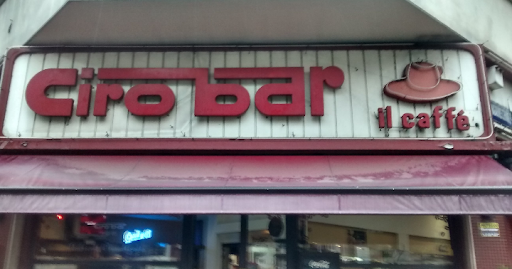 ciro bar
il caffè